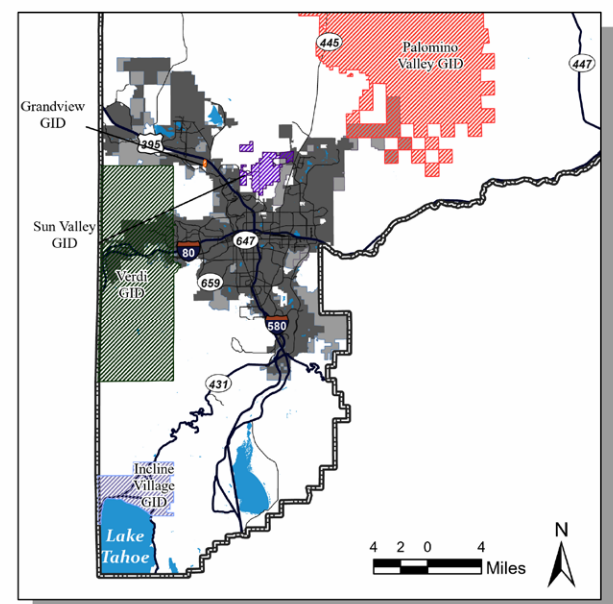 445
Palomino
Valley GID
447
Grandview
GID
395
Sun Valley
GID
647
80
Verdi
GID
659
580
431
Incline
Village
GID
Lake
Tahoe
N
4 2 0 4
Miles